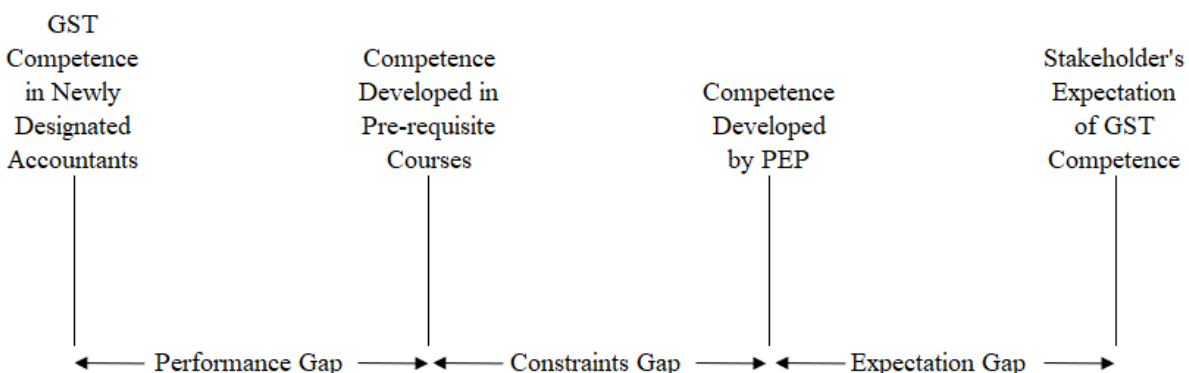 GST
Competence
in Newly
Designated
Accountants
Competence
Developed in
Pre-requisite
Courses
Competence
Developed
by PEP
Stakeholder's
Expectation
of GST
Competence
Performance Gap
Constraints Gap
Expectation Gap